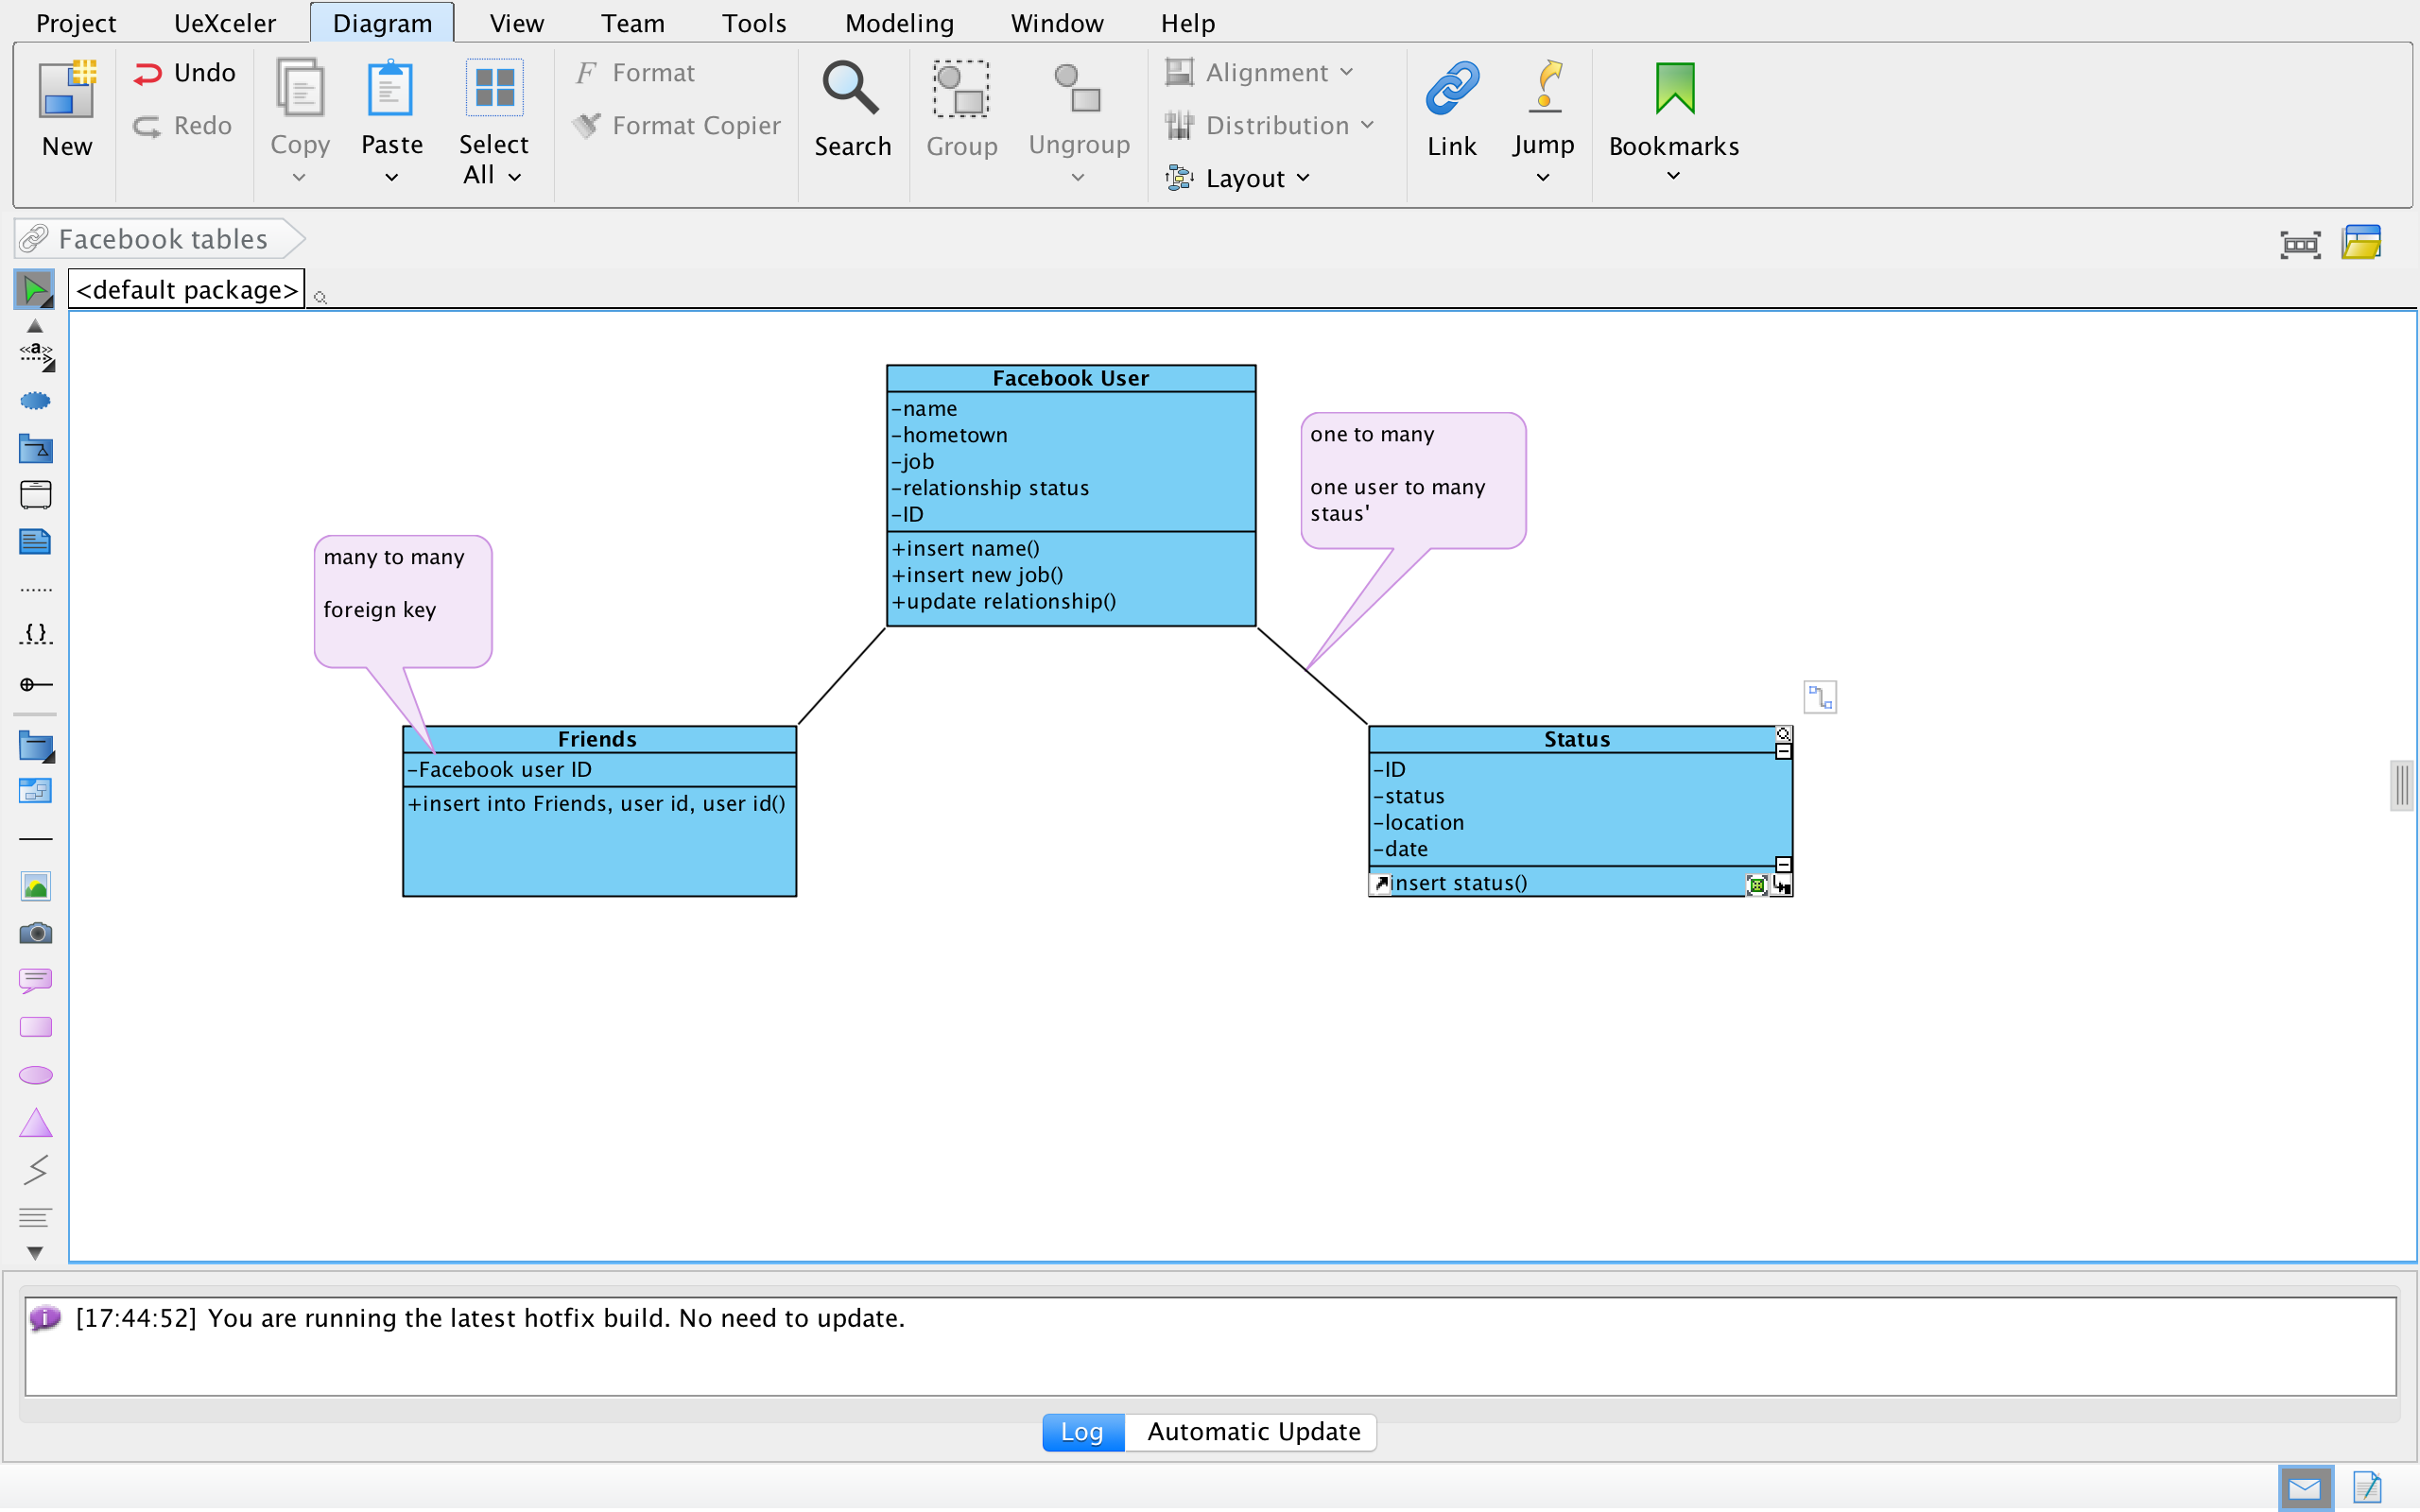 Project UeXceler Diagram View Team Tools Modeling Window Help
New
Undo
Redo
Copy
Paste
Select
All
Format
Format Copier
Search
Group
Ungroup
Alignment
Distribution
Layout
Link
Jump
Bookmarks
Facebook tables
<default package>
<<a>>
{ }
Facebook User
-name
-hometown
-job
-relationship status
-ID
+insert name()
+insert new job()
+update relationship()
one to many
one user to many
staus'
many to many
foreign key
Friends
-Facebook user ID
+insert into Friends, user id, user id()
Status
-ID
-status
-location
-date
insert status()
[17:44:52] You are running the latest hotfix build. No need to update.
Log
Automatic Update